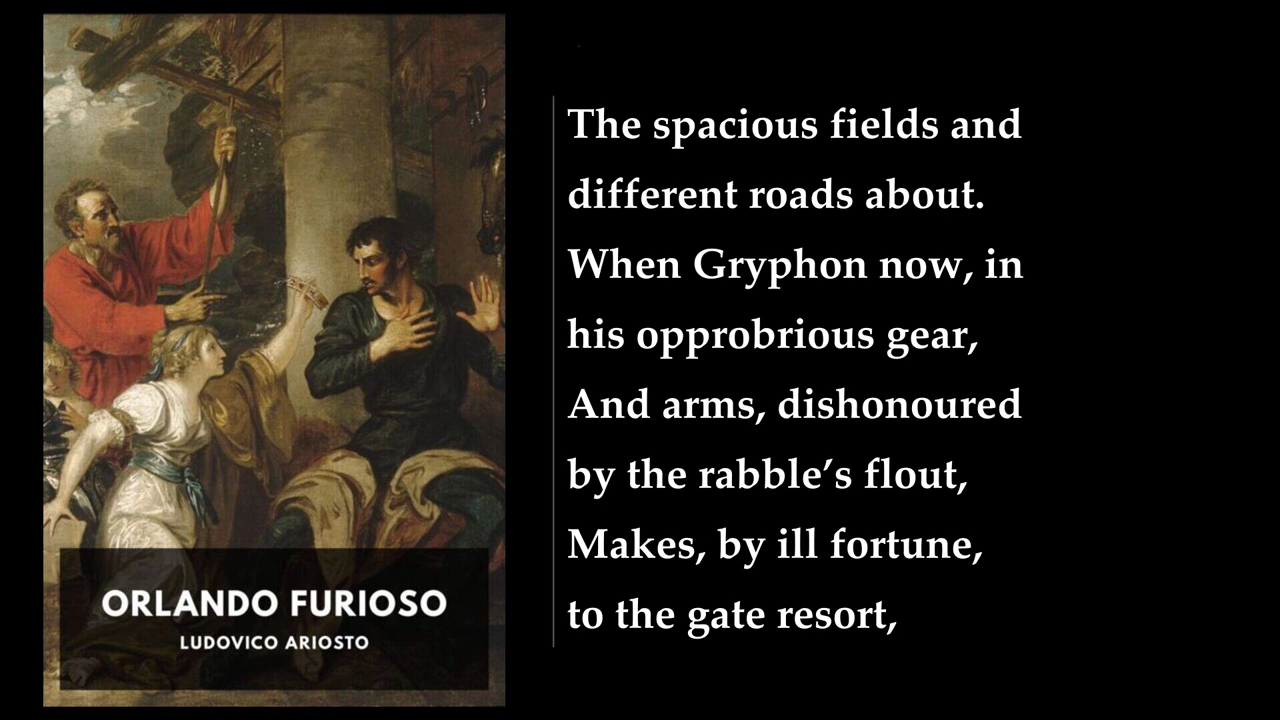 ORLANDO FURIOSO
LUDOVICO ARIOSTO
The spacious fields and
different roads about.
When Gryphon now, in
his opprobrious gear,
And arms, dishonoured
by the rabble’s flout,
Makes, by ill fortune,
to the gate resort,